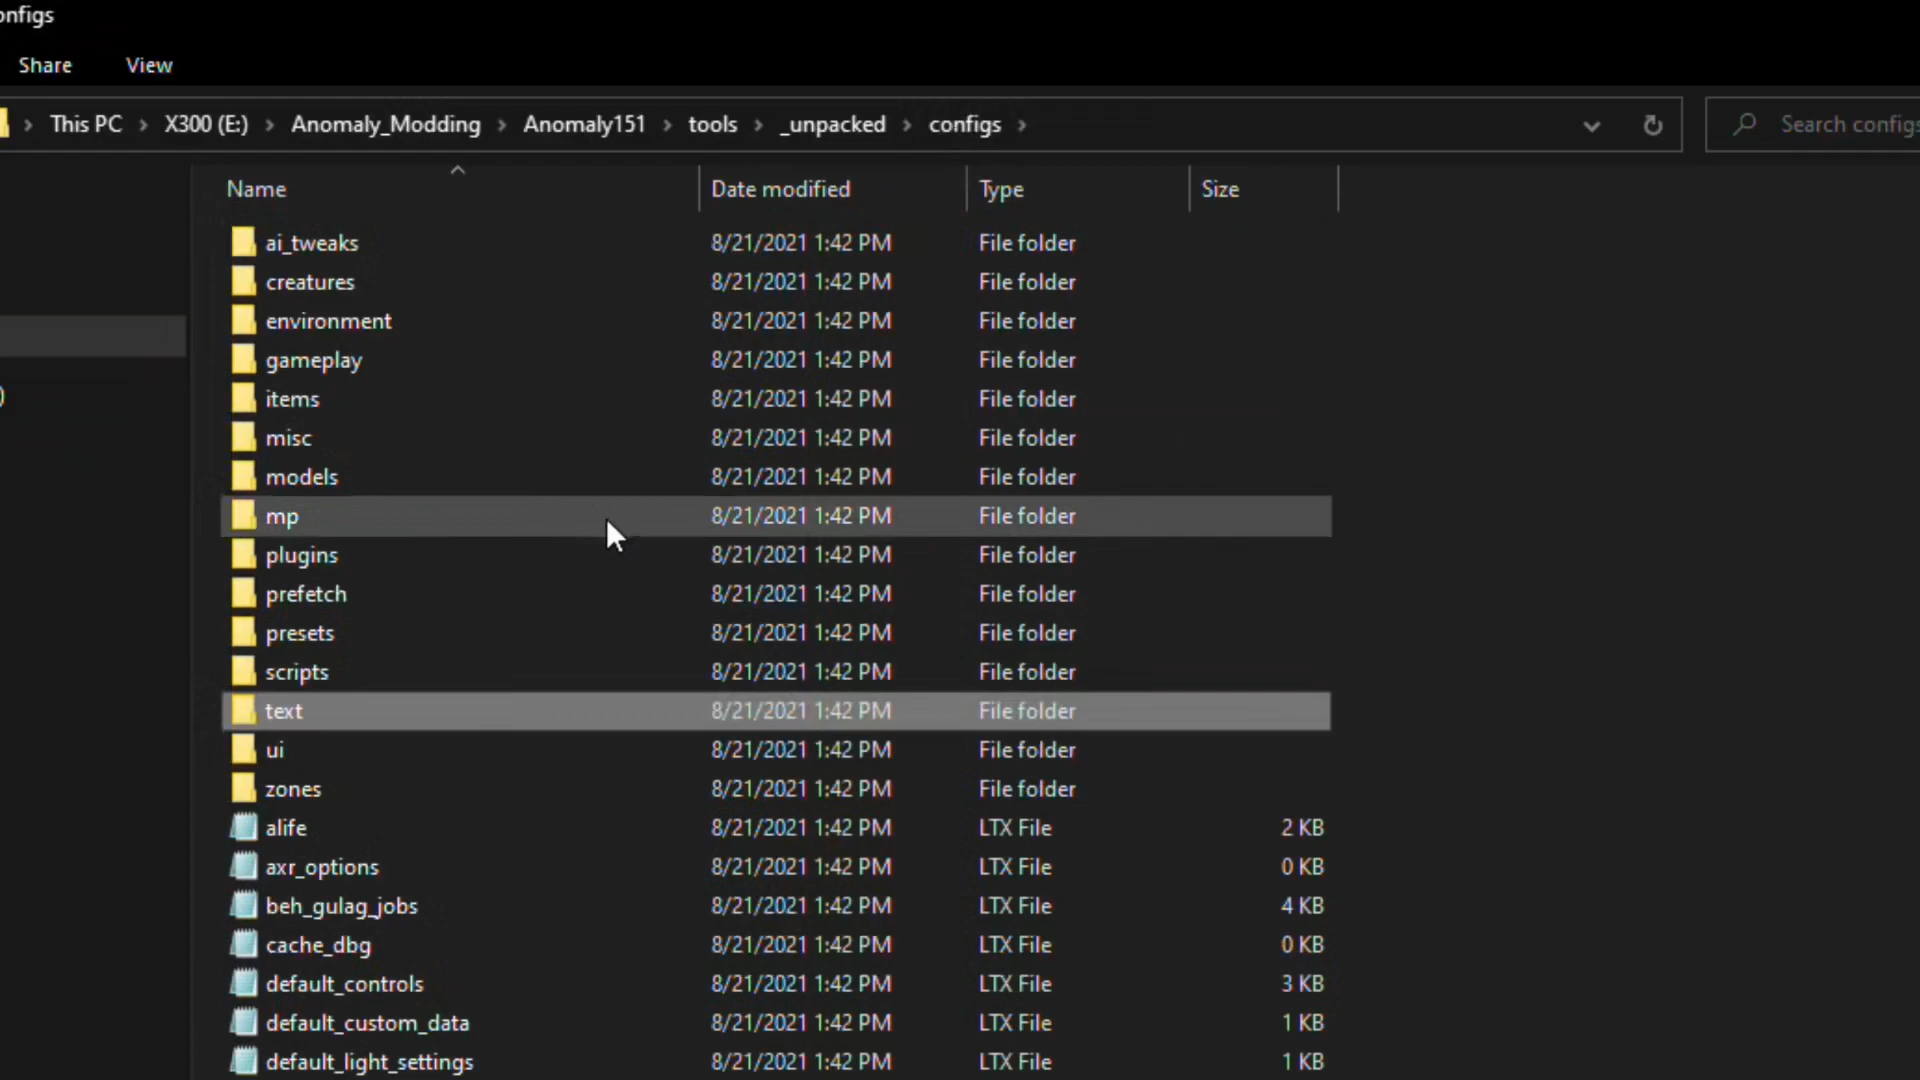 onfigs
Share View
This PC > X300 (E:) > Anomaly_Modding > Anomaly151 > tools > _unpacked > configs >
Search configs
Name Date modified Type Size
ai_tweaks 8/21/2021 1:42 PM File folder
creatures 8/21/2021 1:42 PM File folder
environment 8/21/2021 1:42 PM File folder
gameplay 8/21/2021 1:42 PM File folder
items 8/21/2021 1:42 PM File folder
misc 8/21/2021 1:42 PM File folder
models 8/21/2021 1:42 PM File folder
mp 8/21/2021 1:42 PM File folder
plugins 8/21/2021 1:42 PM File folder
prefetch 8/21/2021 1:42 PM File folder
presets 8/21/2021 1:42 PM File folder
scripts 8/21/2021 1:42 PM File folder
text 8/21/2021 1:42 PM File folder
ui 8/21/2021 1:42 PM File folder
zones 8/21/2021 1:42 PM File folder
alife 8/21/2021 1:42 PM LTX File 2 KB
axr_options 8/21/2021 1:42 PM LTX File 0 KB
beh_gulag_jobs 8/21/2021 1:42 PM LTX File 4 KB
cache_dbg 8/21/2021 1:42 PM LTX File 0 KB
default_controls 8/21/2021 1:42 PM LTX File 3 KB
default_custom_data 8/21/2021 1:42 PM LTX File 1 KB
default_light_settings 8/21/2021 1:42 PM LTX File 1 KB